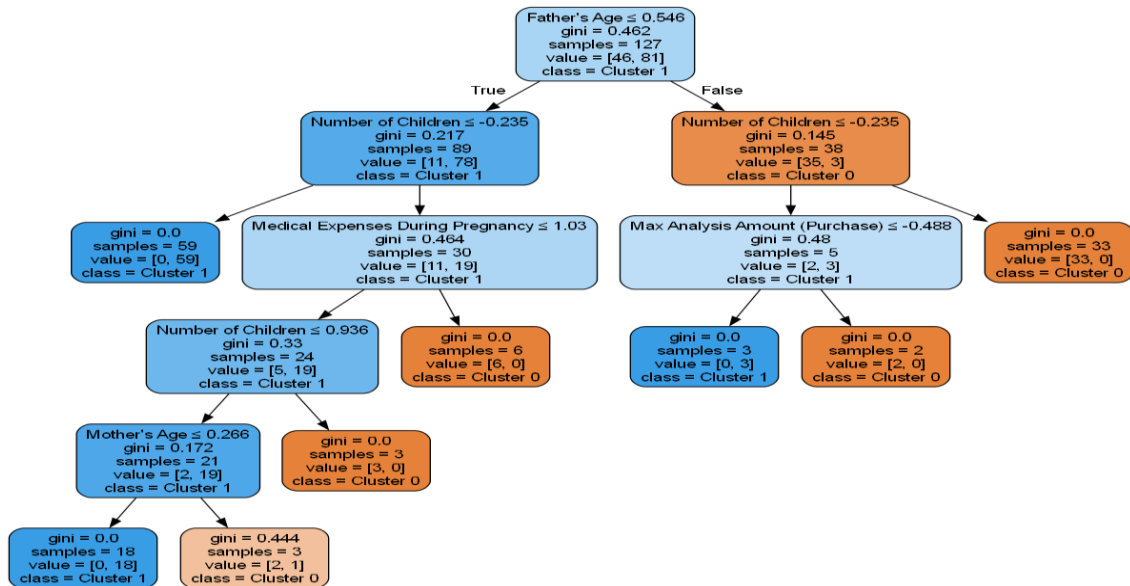 Father's Age ≤ 0.546
gini = 0.462
samples = 127
value = [46, 81]
class = Cluster 1
True
False
Number of Children ≤ -0.235
gini = 0.217
samples = 89
value = [11, 78]
class = Cluster 1
Number of Children ≤ -0.235
gini = 0.145
samples = 38
value = [35, 3]
class = Cluster 0
gini = 0.0
samples = 59
value = [0, 59]
class = Cluster 1
Medical Expenses During Pregnancy ≤ 1.03
gini = 0.464
samples = 30
value = [11, 19]
class = Cluster 1
Max Analysis Amount (Purchase) ≤ -0.488
gini = 0.48
samples = 5
value = [2, 3]
class = Cluster 1
gini = 0.0
samples = 33
value = [33, 0]
class = Cluster 0
Number of Children ≤ 0.936
gini = 0.33
samples = 24
value = [5, 19]
class = Cluster 1
gini = 0.0
samples = 6
value = [6, 0]
class = Cluster 0
gini = 0.0
samples = 3
value = [0, 3]
class = Cluster 1
gini = 0.0
samples = 2
value = [2, 0]
class = Cluster 0
Mother's Age ≤ 0.266
gini = 0.172
samples = 21
value = [2, 19]
class = Cluster 1
gini = 0.0
samples = 3
value = [3, 0]
class = Cluster 0
gini = 0.0
samples = 18
value = [0, 18]
class = Cluster 1
gini = 0.444
samples = 3
value = [2, 1]
class = Cluster 0